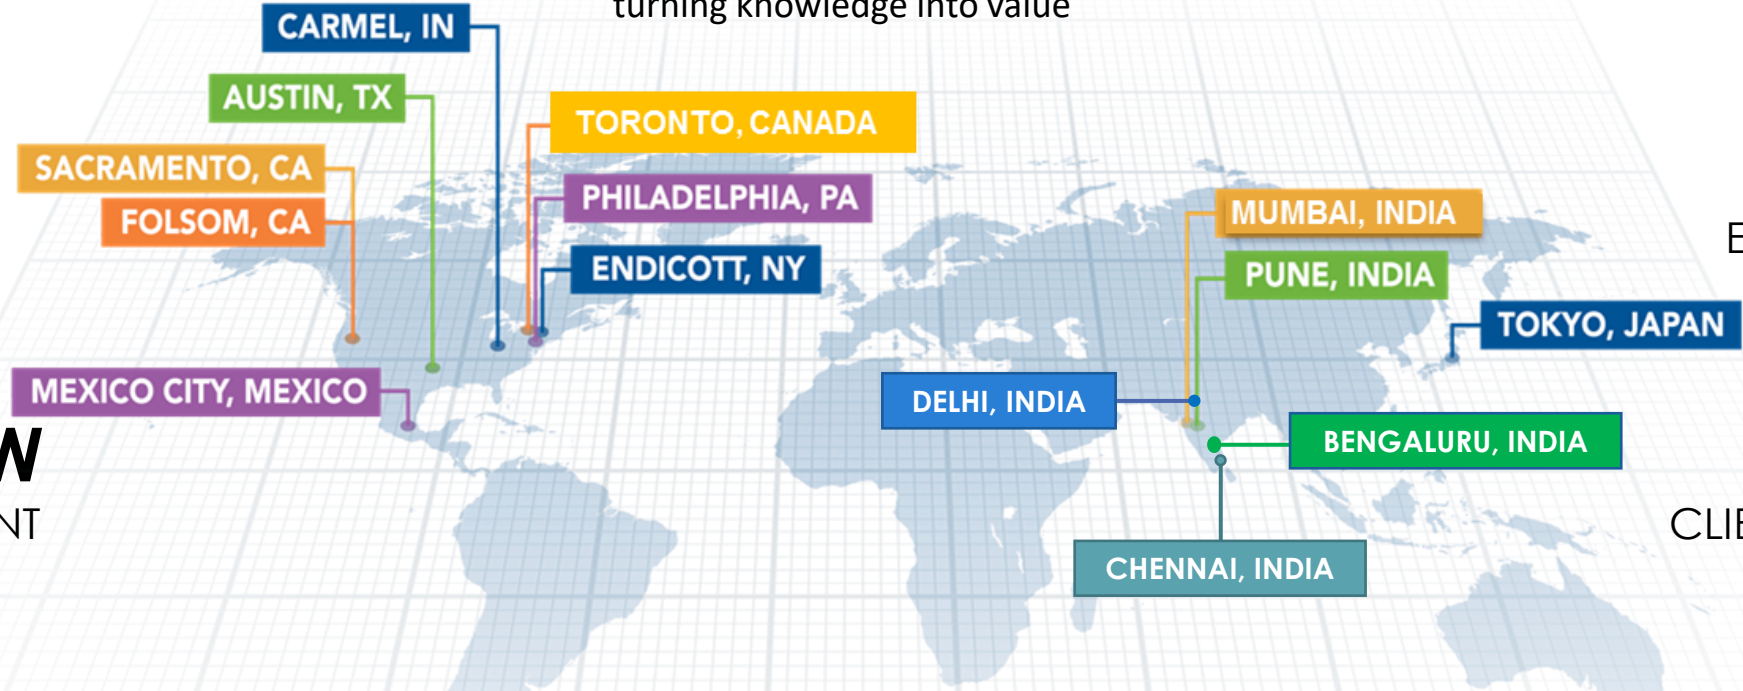 turning knowledge into value
CARMEL, IN
AUSTIN, TX
TORONTO, CANADA
SACRAMENTO, CA
PHILADELPHIA, PA
FOLSOM, CA
MUMBAI, INDIA
ENDICOTT, NY
PUNE, INDIA
TOKYO, JAPAN
MEXICO CITY, MEXICO
DELHI, INDIA
BENGALURU, INDIA
CHENNAI, INDIA